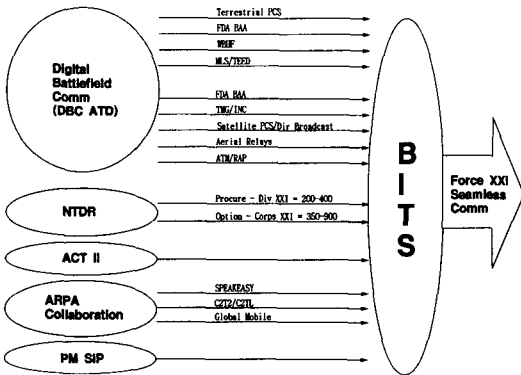 Digital
Battlefield
Comm
(DBC ATD)
Terrestrial PCS
FDA BAA
WBHF
MLS/TEED
FDA BAA
TMG/INC
Satellite PCS/Dir Broadcast
Aerial Relays
ATM/RAP
NTDR
Procure - Div XXI = 200-400
Option - Corps XXI = 350-900
ACT II
ARPA
Collaboration
SPEAKEASY
C2T2/C2TL
Global Mobile
PM SIP
BITS
Force XXI
Seamless
Comm